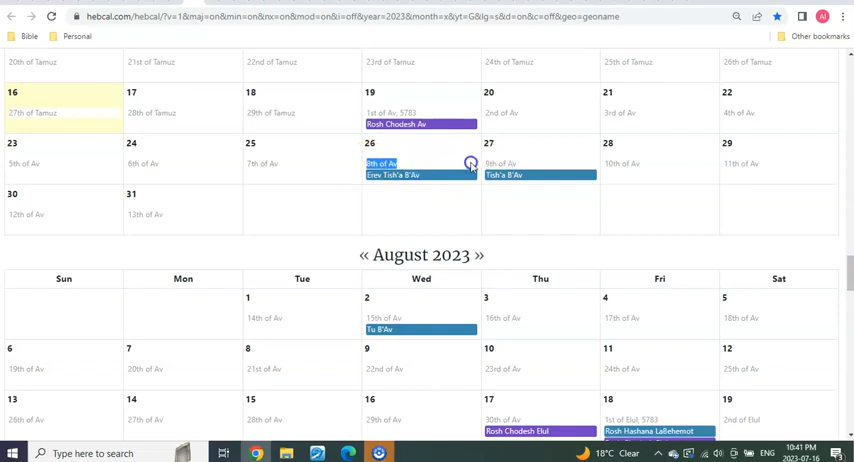 hebcal.com/hebcal/?v=1&maj=on&min=on&nx=on&mod=on&i=off&year=2023&month=x&yt=G&lg=s&d=on&c=off&geo=geoname
Bible Personal Other bookmarks
20th of Tamuz 21st of Tamuz 22nd of Tamuz 23rd of Tamuz 24th of Tamuz 25th of Tamuz 26th of Tamuz
16 17 18 19 20 21 22
27th of Tamuz 28th of Tamuz 29th of Tamuz 1st of Av, 5783 2nd of Av 3rd of Av 4th of Av
Rosh Chodesh Av
23 24 25 26 27 28 29
5th of Av 6th of Av 7th of Av 8th of Av 9th of Av 10th of Av 11th of Av
Erev Tish'a B'Av Tish'a B'Av
30 31
12th of Av 13th of Av
« August 2023 »
Sun Mon Tue Wed Thu Fri Sat
1 2 3 4 5
14th of Av 15th of Av 16th of Av 17th of Av 18th of Av
Tu B'Av
6 7 8 9 10 11 12
19th of Av 20th of Av 21st of Av 22nd of Av 23rd of Av 24th of Av 25th of Av
13 14 15 16 17 18 19
26th of Av 27th of Av 28th of Av 29th of Av 30th of Av 1st of Elul, 5783 2nd of Elul
Rosh Chodesh Elul Rosh Hashana LaBehemot
Type here to search 18°C Clear ENG 10:41 PM
2023-07-16
AI
3